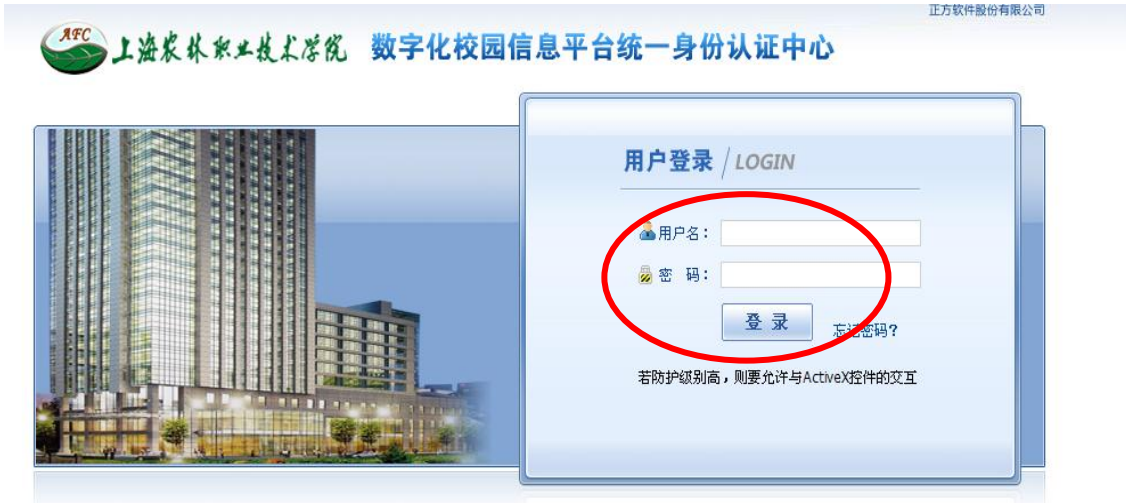 正方软件股份有限公司
AFC
上海农林职业技术学院 数字化校园信息平台统一身份认证中心
用户登录 / LOGIN
用户名：
密 码：
登 录
忘记密码?
若防护级别高，则要允许与ActiveX控件的交互